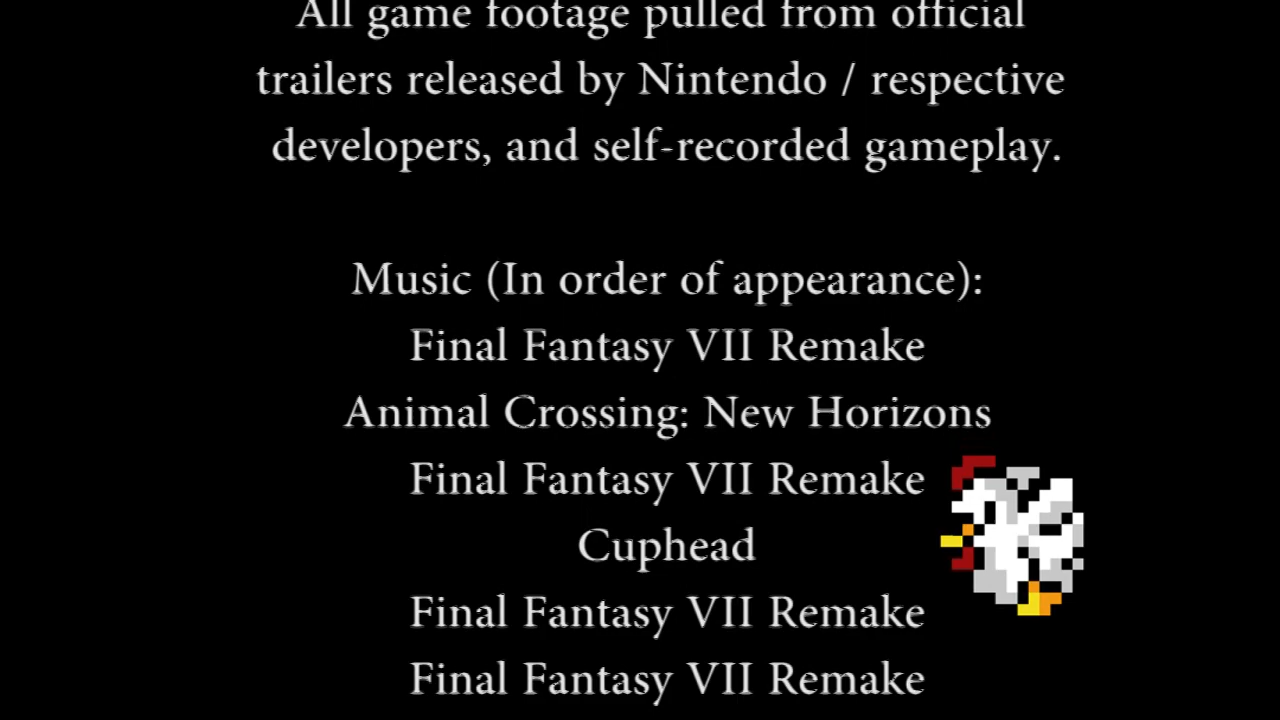 All game footage pulled from official
trailers released by Nintendo / respective
developers, and self-recorded gameplay.
Music (In order of appearance):
Final Fantasy VII Remake
Animal Crossing: New Horizons
Final Fantasy VII Remake
Cuphead
Final Fantasy VII Remake
Final Fantasy VII Remake